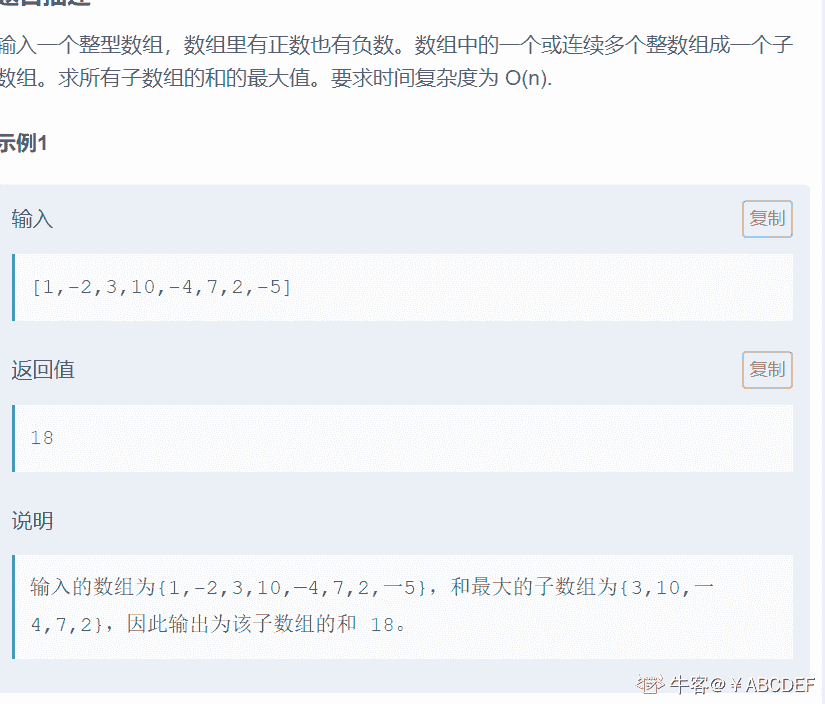 题目描述
输入一个整型数组，数组里有正数也有负数。数组中的一个或连续多个整数组成一个子
数组。求所有子数组的和的最大值。要求时间复杂度为 O(n).
示例1
输入
复制
[1,-2,3,10,-4,7,2,-5]
返回值
复制
18
说明
输入的数组为{1,-2,3,10,—4,7,2,一5}，和最大的子数组为{3,10,一
4,7,2}，因此输出为该子数组的和 18。
牛客@￥ABCDEF